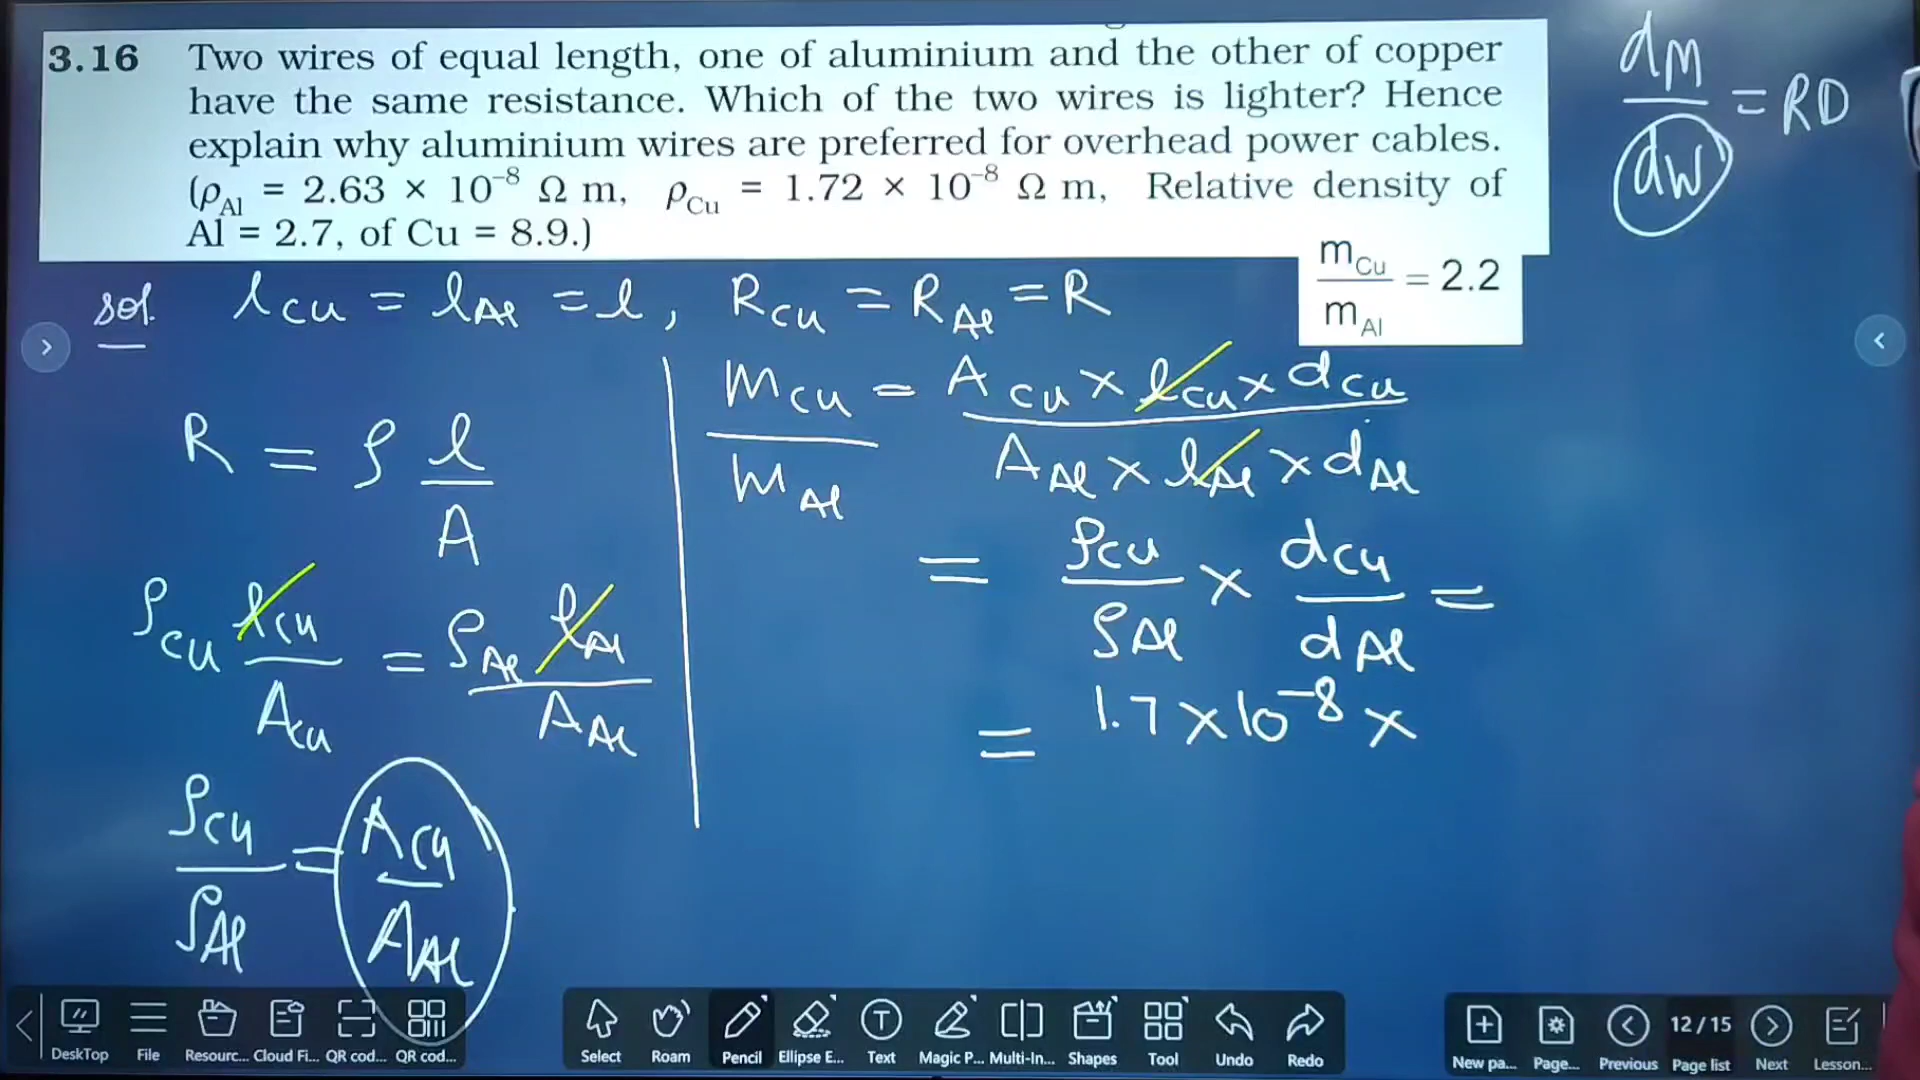 3.16 Two wires of equal length, one of aluminium and the other of copper
have the same resistance. Which of the two wires is lighter? Hence
explain why aluminium wires are preferred for overhead power cables.
(ρAl = 2.63 × 10⁻⁸ Ω m, ρCu = 1.72 × 10⁻⁸ Ω m, Relative density of
Al = 2.7, of Cu = 8.9.)
dM/dW = RD
mCu/mAl = 2.2
sol. lCu = lAl = l, RCu = RAl = R
R = ρ l/A
ρCu lCu/ACu = ρAl lAl/AAl
ρCu/ρAl = ACu/AAl
mCu/mAl = ACu × lCu × dCu / AAl × lAl × dAl
= ρCu/ρAl × dCu/dAl =
= 1.7 × 10⁻⁸ ×
DeskTop File Resourc... Cloud Fi... QR cod... QR cod...
Select Roam Pencil Ellipse E... Text Magic P... Multi-In... Shapes Tool Undo Redo
New pa... Page... Previous 12/15 Page list Next Lesson...